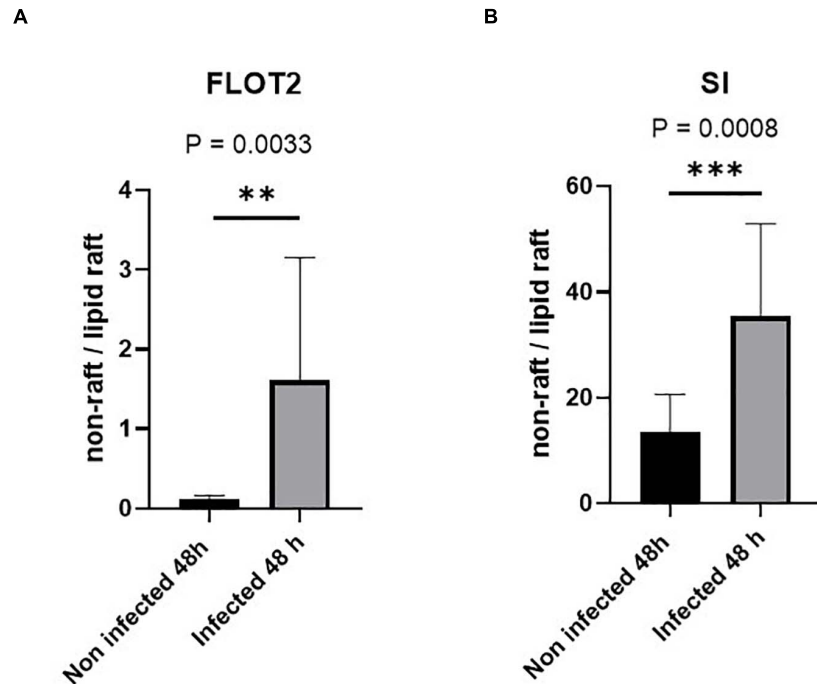 A
FLOT2
P = 0.0033
**
4
3
2
1
0
non-raft / lipid raft
Non infected 48h
Infected 48 h
B
SI
P = 0.0008
***
60
40
20
0
non-raft / lipid raft
Non infected 48h
Infected 48 h